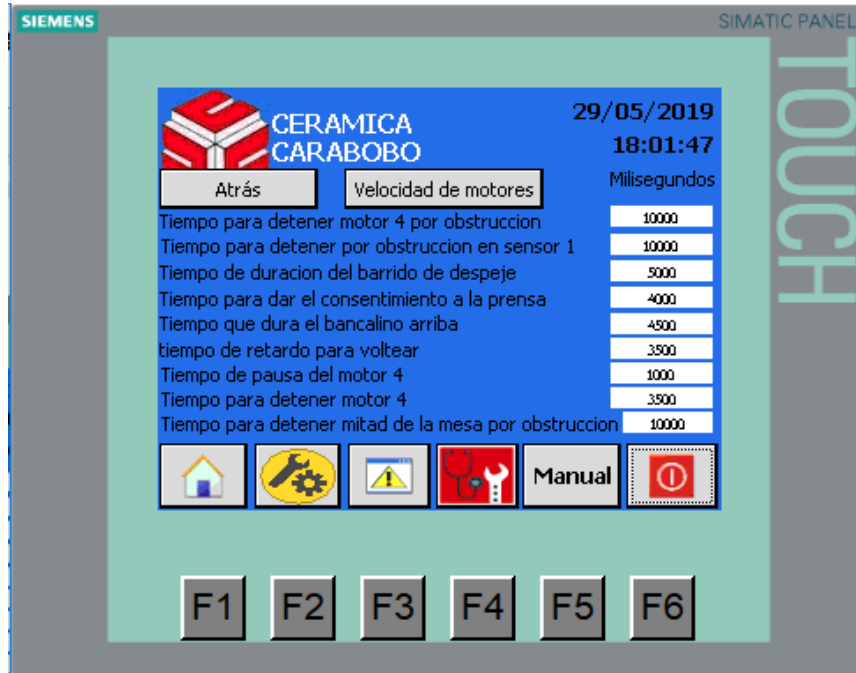 SIEMENS
SIMATIC PANEL
TOUCH
CERAMICA
CARABOBO
29/05/2019
18:01:47
Atrás
Velocidad de motores
Milisegundos
Tiempo para detener motor 4 por obstruccion 10000
Tiempo para detener por obstruccion en sensor 1 10000
Tiempo de duracion del barrido de despeje 5000
Tiempo para dar el consentimiento a la prensa 4000
Tiempo que dura el bancalino arriba 4500
tiempo de retardo para voltear 3500
Tiempo de pausa del motor 4 1000
Tiempo para detener motor 4 3500
Tiempo para detener mitad de la mesa por obstruccion 10000
Manual
F1 F2 F3 F4 F5 F6